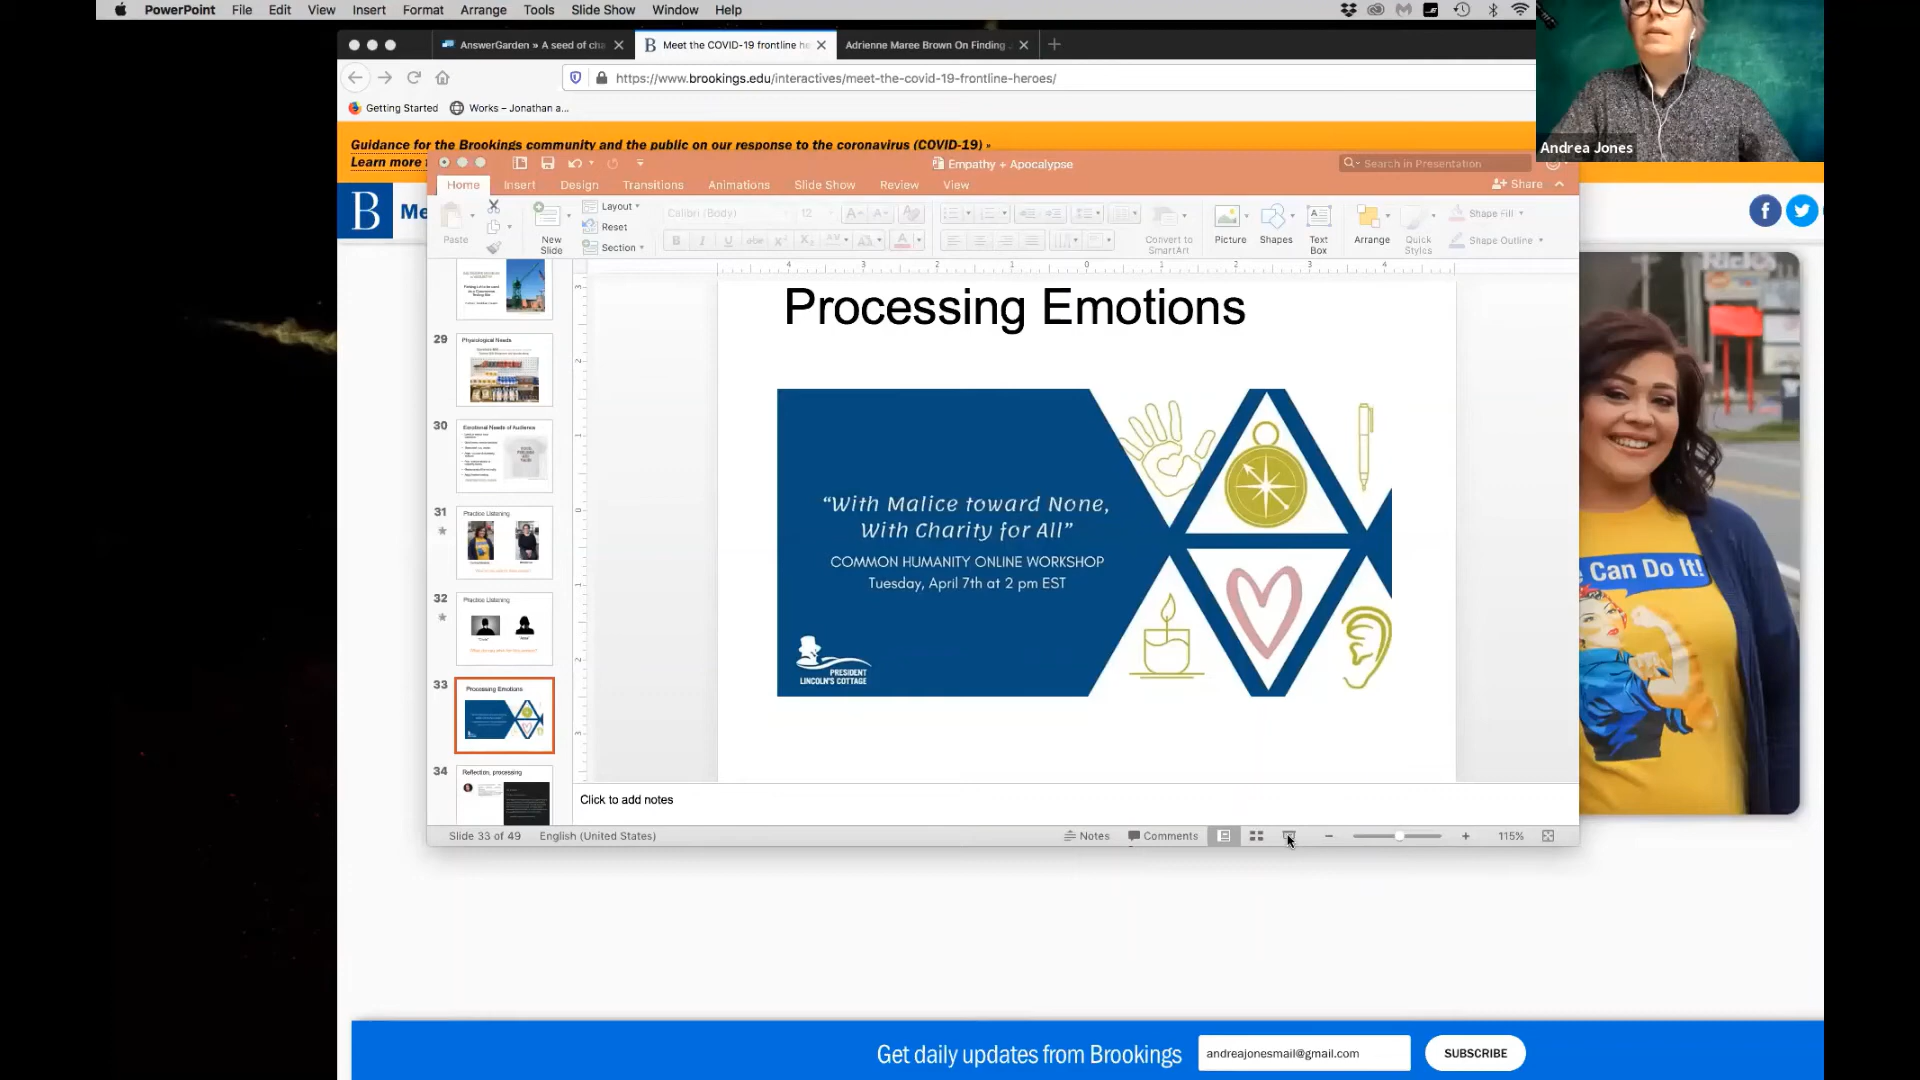 PowerPoint File Edit View Insert Format Arrange Tools Slide Show Window Help
AnswerGarden » A seed of cha
Meet the COVID-19 frontline he
Adrienne Maree Brown On Finding
https://www.brookings.edu/interactives/meet-the-covid-19-frontline-heroes/
Getting Started Works – Jonathan a...
Andrea Jones
Guidance for the Brookings community and the public on our response to the coronavirus (COVID-19) »
Learn more
B Me
Empathy + Apocalypse
Search in Presentation
Home Insert Design Transitions Animations Slide Show Review View
Share
Paste
New Slide
Layout
Reset
Section
Calibri (Body) 12
Convert to SmartArt
Picture
Shapes
Text Box
Arrange
Quick Styles
Shape Fill
Shape Outline
29
Physiological Needs
30
Emotional Needs of Audience
31
Practice Listening
32
Practice Listening
33
Processing Emotions
34
Reflection, processing
Processing Emotions
“With Malice toward None,
With Charity for All”
COMMON HUMANITY ONLINE WORKSHOP
Tuesday, April 7th at 2 pm EST
PRESIDENT
LINCOLN'S COTTAGE
Can Do It!
Click to add notes
Slide 33 of 49 English (United States)
Notes Comments 115%
Get daily updates from Brookings
andreajonesmail@gmail.com
SUBSCRIBE